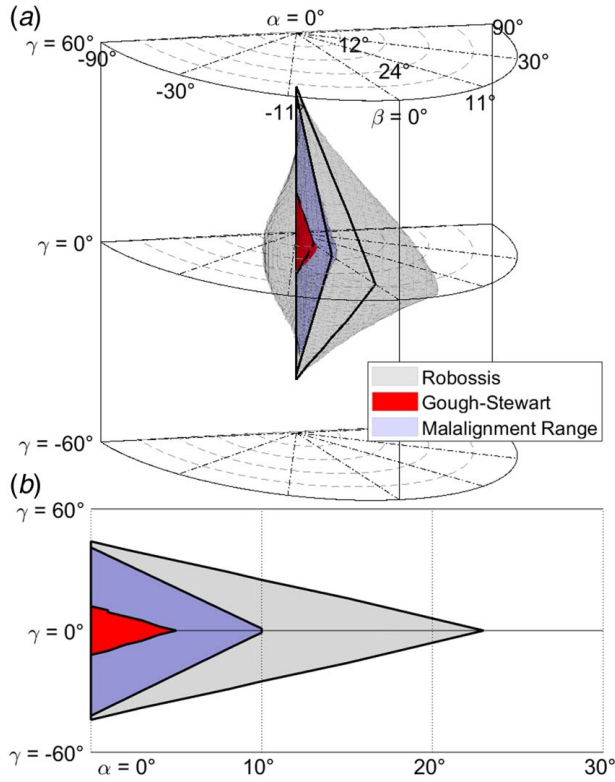 (a)
α = 0°
γ = 60°
-90°
90°
12°
30°
24°
-30°
11°
-11°
β = 0°
γ = 0°
Robossis
Gough-Stewart
Malalignment Range
γ = -60°
(b)
γ = 60°
γ = 0°
γ = -60°
α = 0°
10°
20°
30°